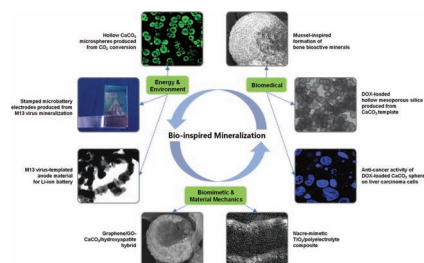 Hollow CaCO₃
microspheres produced
from CO₂ conversion
Mussel-inspired
formation of
bone bioactive minerals
Energy &
Environment
Biomedical
Stamped microbattery
electrodes produced from
M13 virus mineralization
DOX-loaded
hollow mesoporous silica
produced from
CaCO₃ template
Bio-inspired Mineralization
M13 virus-templated
anode material
for Li-ion battery
Anti-cancer activity of
DOX-loaded CaCO₃ sphere
on liver carcinoma cells
Biomimetic &
Material Mechanics
Graphene/GO-
CaCO₃/hydroxyapatite
hybrid
Nacre-mimetic
TiO₂/polyelectrolyte
composite